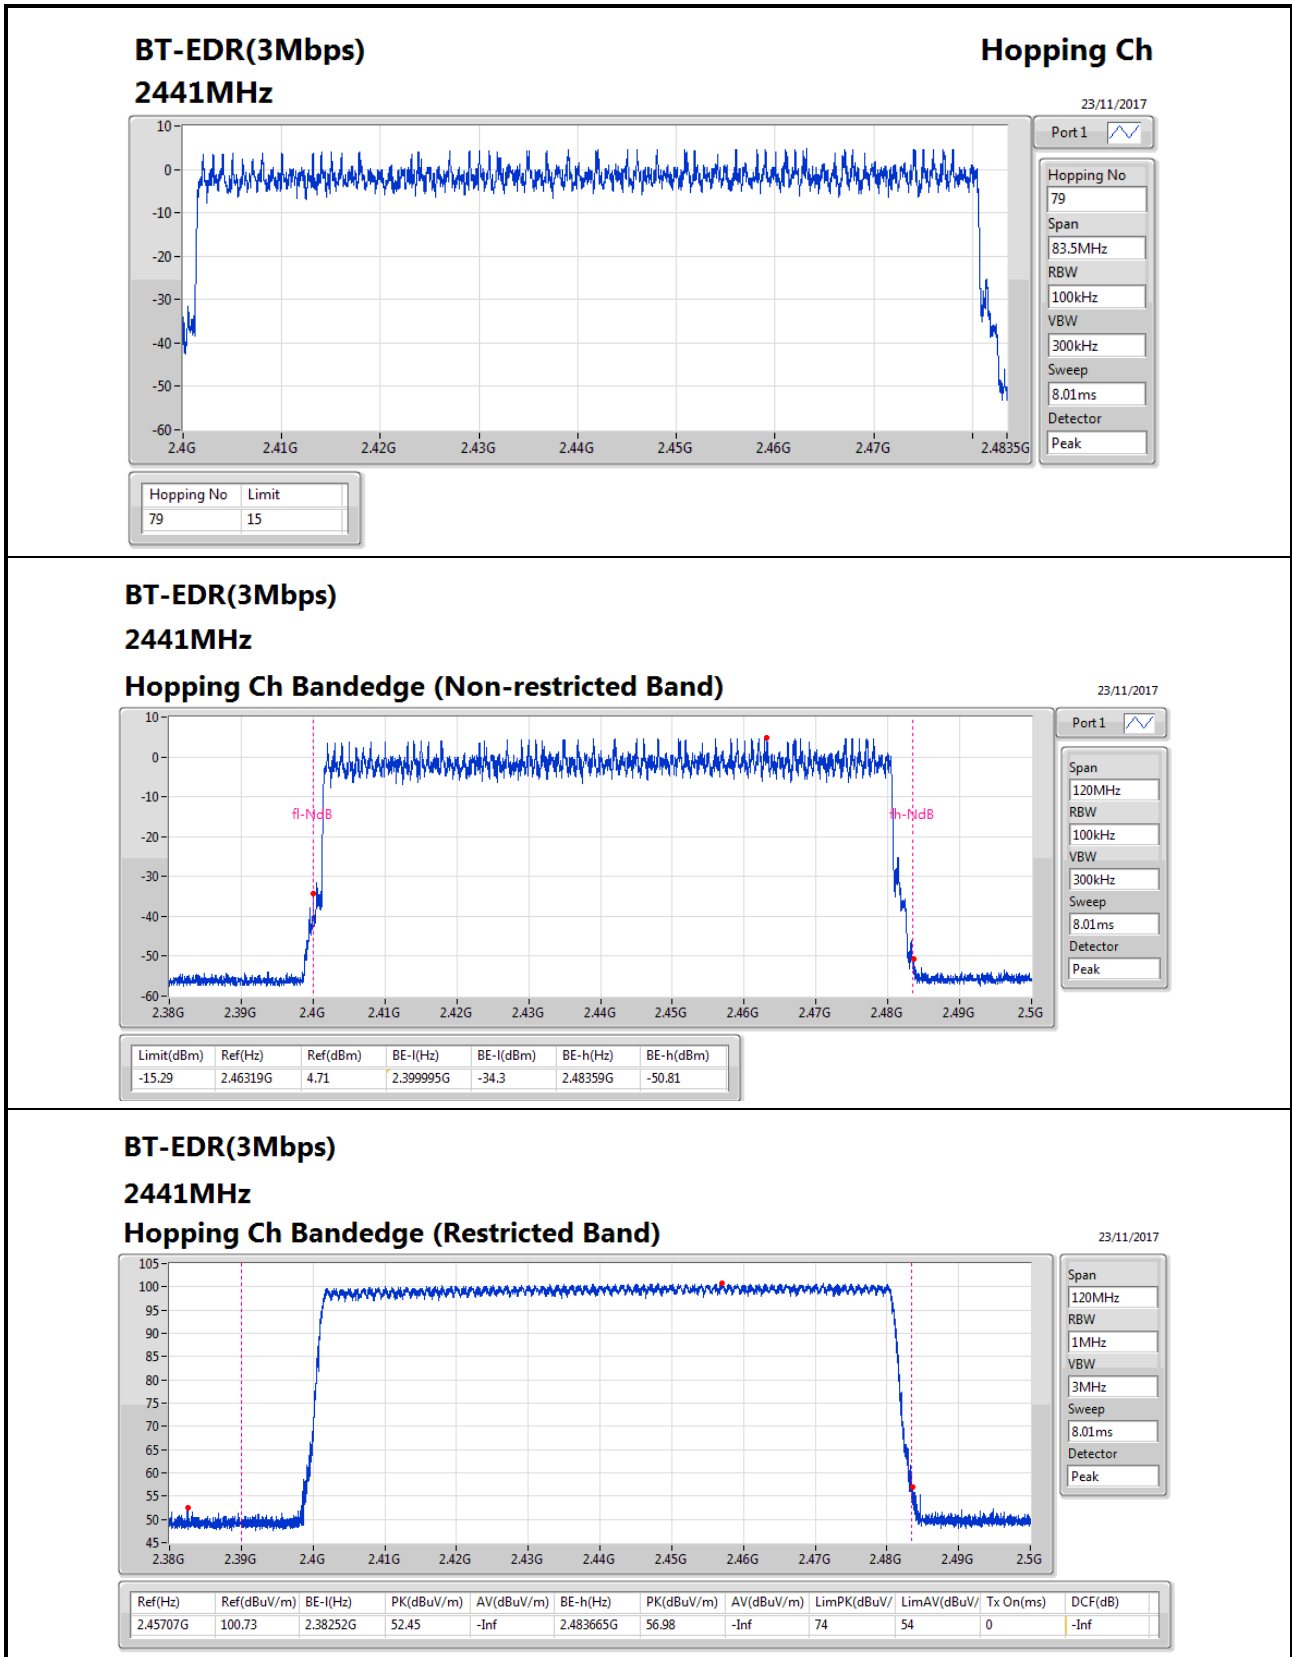 BT-EDR(3Mbps) Hopping Ch
2441MHz
23/11/2017
10
0
-10
-20
-30
-40
-50
-60
2.4G 2.41G 2.42G 2.43G 2.44G 2.45G 2.46G 2.47G 2.4835G
Port 1
Hopping No
79
Span
83.5MHz
RBW
100kHz
VBW
300kHz
Sweep
8.01ms
Detector
Peak
Hopping No Limit
79 15
BT-EDR(3Mbps)
2441MHz
Hopping Ch Bandedge (Non-restricted Band)
23/11/2017
10
0
-10
-20
-30
-40
-50
-60
fl-NdB fh-NdB
2.38G 2.39G 2.4G 2.41G 2.42G 2.43G 2.44G 2.45G 2.46G 2.47G 2.48G 2.49G 2.5G
Port 1
Span
120MHz
RBW
100kHz
VBW
300kHz
Sweep
8.01ms
Detector
Peak
Limit(dBm) Ref(Hz) Ref(dBm) BE-l(Hz) BE-l(dBm) BE-h(Hz) BE-h(dBm)
-15.29 2.46319G 4.71 2.399995G -34.3 2.48359G -50.81
BT-EDR(3Mbps)
2441MHz
Hopping Ch Bandedge (Restricted Band)
23/11/2017
105
100
95
90
85
80
75
70
65
60
55
50
45
2.38G 2.39G 2.4G 2.41G 2.42G 2.43G 2.44G 2.45G 2.46G 2.47G 2.48G 2.49G 2.5G
Span
120MHz
RBW
1MHz
VBW
3MHz
Sweep
8.01ms
Detector
Peak
Ref(Hz) Ref(dBuV/m) BE-l(Hz) PK(dBuV/m) AV(dBuV/m) BE-h(Hz) PK(dBuV/m) AV(dBuV/m) LimPK(dBuV/ LimAV(dBuV/ Tx On(ms) DCF(dB)
2.45707G 100.73 2.38252G 52.45 -Inf 2.483665G 56.98 -Inf 74 54 0 -Inf